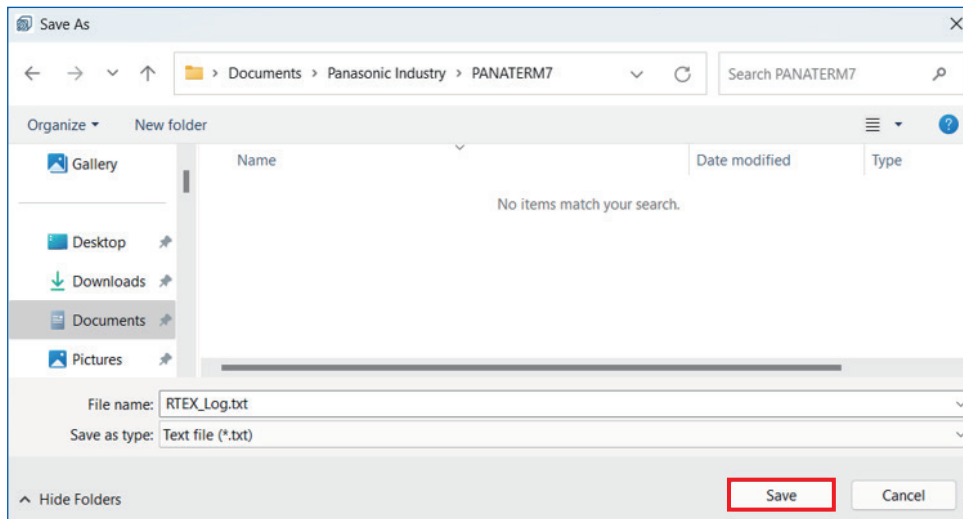 Save As
Documents > Panasonic Industry > PANATERM7
Search PANATERM7
Organize
New folder
Gallery
Name
Date modified
Type
No items match your search.
Desktop
Downloads
Documents
Pictures
File name: RTEX_Log.txt
Save as type: Text file (*.txt)
Hide Folders
Save
Cancel